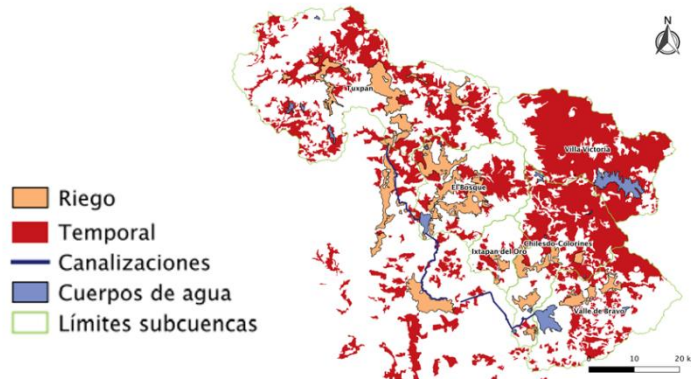 N
Tuxpan
Villa Victoria
El Bosque
Chilesdo-Colorines
Ixtapan del Oro
Valle de Bravo
Riego
Temporal
Canalizaciones
Cuerpos de agua
Límites subcuencas
10
20 k